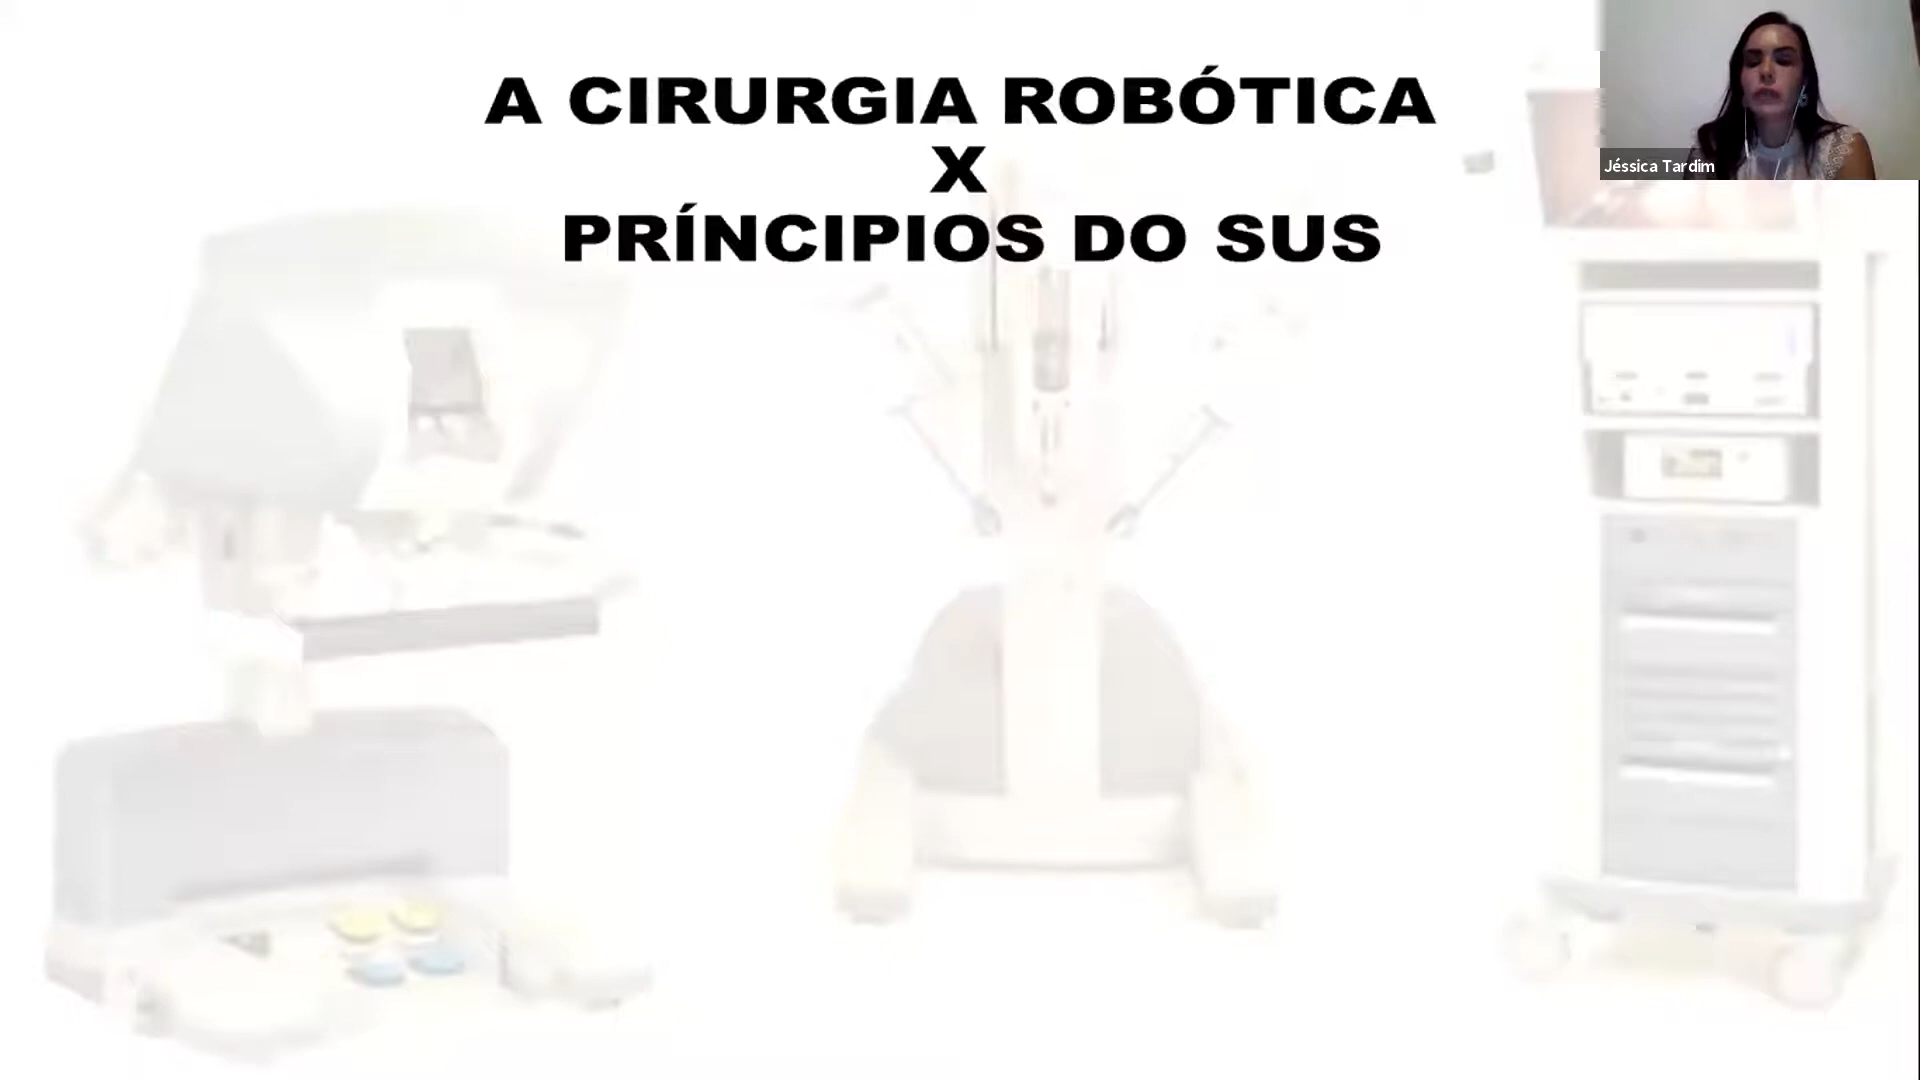 A CIRURGIA ROBÓTICA
X
PRÍNCIPIOS DO SUS
Jéssica Tardim